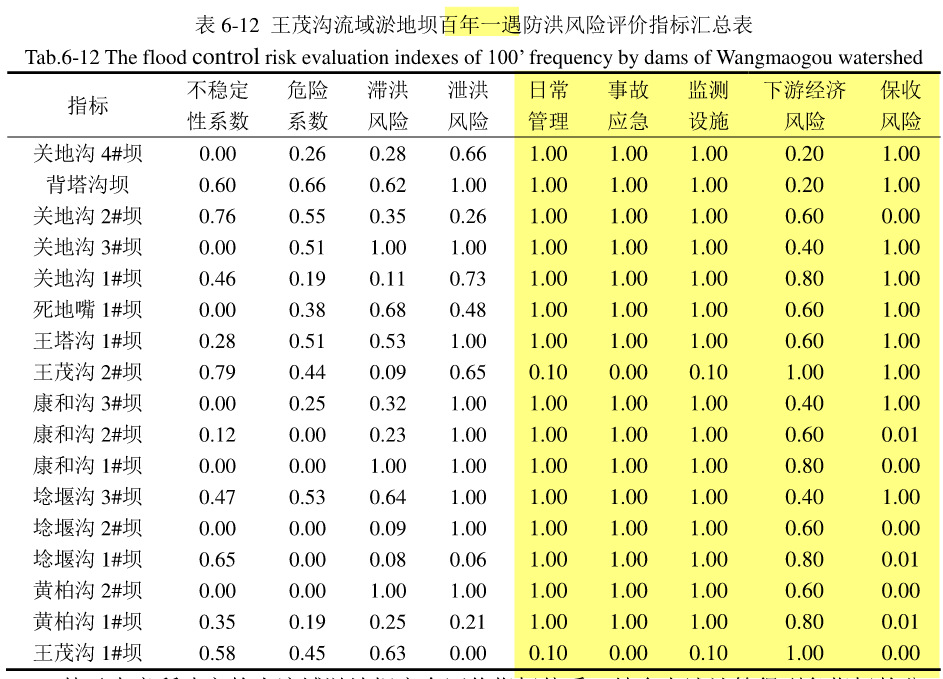 表 6-12 王茂沟流域淤地坝百年一遇防洪风险评价指标汇总表
Tab.6-12 The flood control risk evaluation indexes of 100’ frequency by dams of Wangmaogou watershed
指标 不稳定性系数 危险系数 滞洪风险 泄洪风险 日常管理 事故应急 监测设施 下游经济风险 保收风险
关地沟 4#坝 0.00 0.26 0.28 0.66 1.00 1.00 1.00 0.20 1.00
背塔沟坝 0.60 0.66 0.62 1.00 1.00 1.00 1.00 0.20 1.00
关地沟 2#坝 0.76 0.55 0.35 0.26 1.00 1.00 1.00 0.60 0.00
关地沟 3#坝 0.00 0.51 1.00 1.00 1.00 1.00 1.00 0.40 1.00
关地沟 1#坝 0.46 0.19 0.11 0.73 1.00 1.00 1.00 0.80 1.00
死地嘴 1#坝 0.00 0.38 0.68 0.48 1.00 1.00 1.00 0.60 1.00
王塔沟 1#坝 0.28 0.51 0.53 1.00 1.00 1.00 1.00 0.60 1.00
王茂沟 2#坝 0.79 0.44 0.09 0.65 0.10 0.00 0.10 1.00 1.00
康和沟 3#坝 0.00 0.25 0.32 1.00 1.00 1.00 1.00 0.40 1.00
康和沟 2#坝 0.12 0.00 0.23 1.00 1.00 1.00 1.00 0.60 0.01
康和沟 1#坝 0.00 0.00 1.00 1.00 1.00 1.00 1.00 0.80 0.00
埝堰沟 3#坝 0.47 0.53 0.64 1.00 1.00 1.00 1.00 0.40 1.00
埝堰沟 2#坝 0.00 0.00 0.09 1.00 1.00 1.00 1.00 0.60 0.00
埝堰沟 1#坝 0.65 0.00 0.08 0.06 1.00 1.00 1.00 0.80 0.01
黄柏沟 2#坝 0.00 0.00 1.00 1.00 1.00 1.00 1.00 0.60 0.00
黄柏沟 1#坝 0.35 0.19 0.25 0.21 1.00 1.00 1.00 0.80 0.01
王茂沟 1#坝 0.58 0.45 0.63 0.00 0.10 0.00 0.10 1.00 0.00